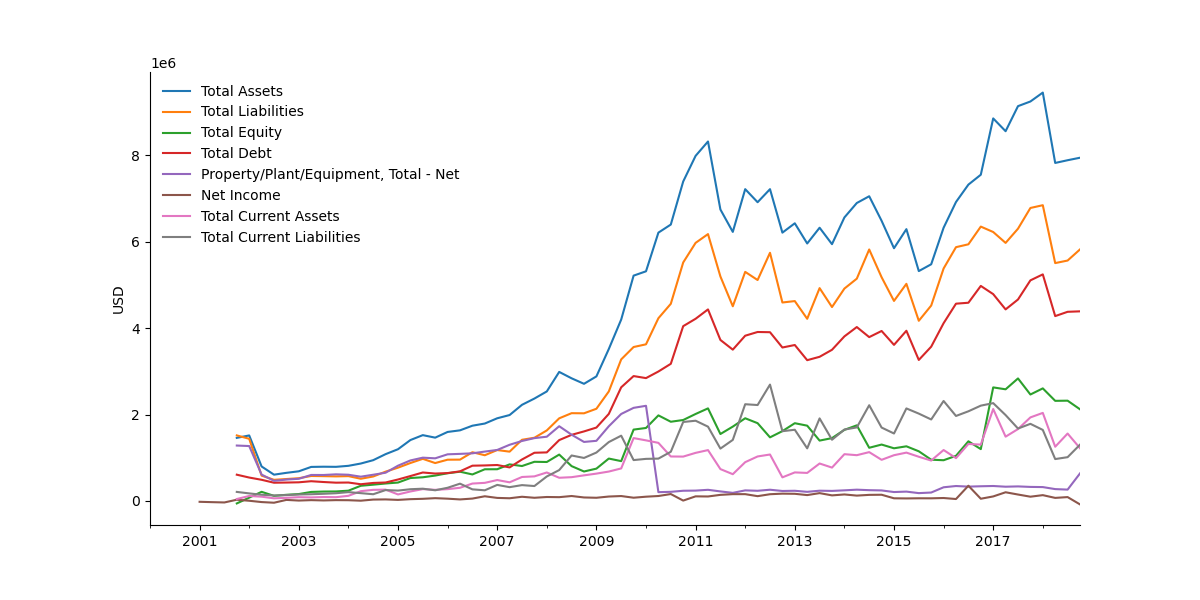 1e6
Total Assets
Total Liabilities
Total Equity
Total Debt
Property/Plant/Equipment, Total - Net
Net Income
Total Current Assets
Total Current Liabilities
USD
8
6
4
2
0
2001 2003 2005 2007 2009 2011 2013 2015 2017